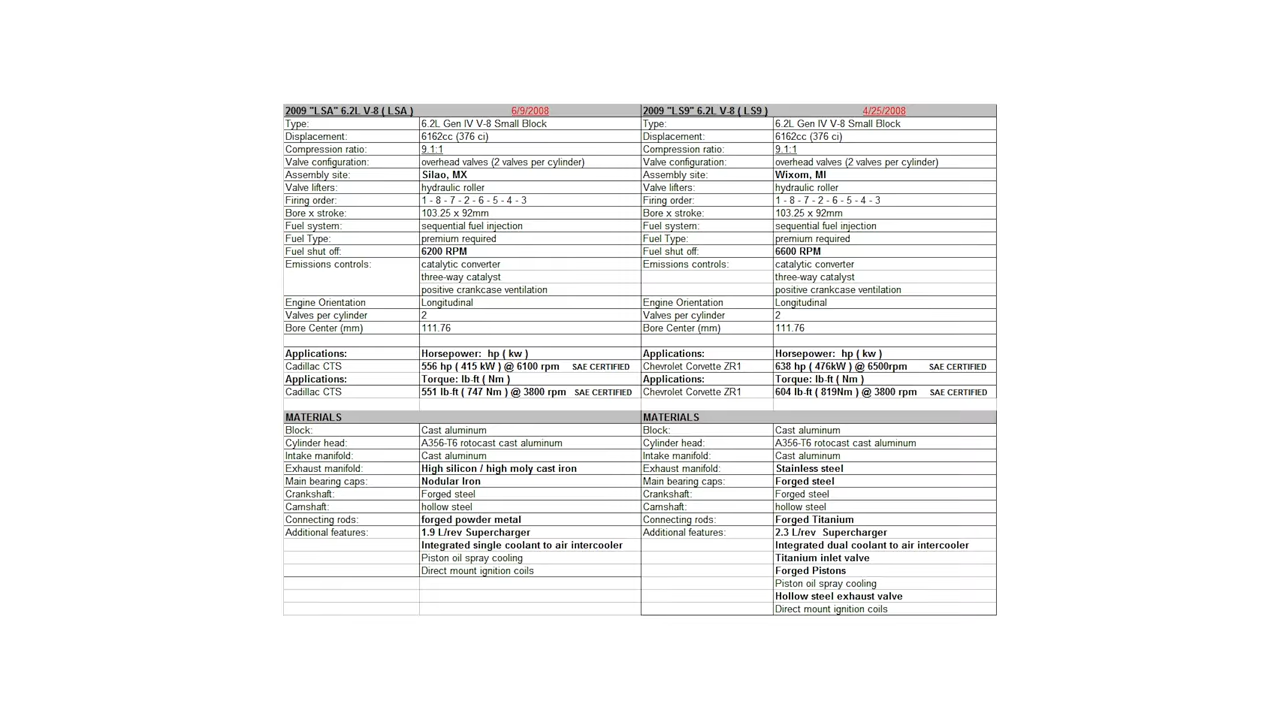 2009 "LSA" 6.2L V-8 ( LSA ) 6/9/2008 2009 "LS9" 6.2L V-8 ( LS9 ) 4/25/2008
Type: 6.2L Gen IV V-8 Small Block Type: 6.2L Gen IV V-8 Small Block
Displacement: 6162cc (376 ci) Displacement: 6162cc (376 ci)
Compression ratio: 9.1:1 Compression ratio: 9.1:1
Valve configuration: overhead valves (2 valves per cylinder) Valve configuration: overhead valves (2 valves per cylinder)
Assembly site: Silao, MX Assembly site: Wixom, MI
Valve lifters: hydraulic roller Valve lifters: hydraulic roller
Firing order: 1 - 8 - 7 - 2 - 6 - 5 - 4 - 3 Firing order: 1 - 8 - 7 - 2 - 6 - 5 - 4 - 3
Bore x stroke: 103.25 x 92mm Bore x stroke: 103.25 x 92mm
Fuel system: sequential fuel injection Fuel system: sequential fuel injection
Fuel Type: premium required Fuel Type: premium required
Fuel shut off: 6200 RPM Fuel shut off: 6600 RPM
Emissions controls: catalytic converter Emissions controls: catalytic converter
three-way catalyst three-way catalyst
positive crankcase ventilation positive crankcase ventilation
Engine Orientation Longitudinal Engine Orientation Longitudinal
Valves per cylinder 2 Valves per cylinder 2
Bore Center (mm) 111.76 Bore Center (mm) 111.76
Applications: Horsepower: hp ( kw ) Applications: Horsepower: hp ( kw )
Cadillac CTS 556 hp ( 415 kW ) @ 6100 rpm SAE CERTIFIED Chevrolet Corvette ZR1 638 hp ( 476kW ) @ 6500rpm SAE CERTIFIED
Applications: Torque: lb-ft ( Nm ) Applications: Torque: lb-ft ( Nm )
Cadillac CTS 551 lb-ft ( 747 Nm ) @ 3800 rpm SAE CERTIFIED Chevrolet Corvette ZR1 604 lb-ft ( 819Nm ) @ 3800 rpm SAE CERTIFIED
MATERIALS MATERIALS
Block: Cast aluminum Block: Cast aluminum
Cylinder head: A356-T6 rotocast cast aluminum Cylinder head: A356-T6 rotocast cast aluminum
Intake manifold: Cast aluminum Intake manifold: Cast aluminum
Exhaust manifold: High silicon / high moly cast iron Exhaust manifold: Stainless steel
Main bearing caps: Nodular Iron Main bearing caps: Forged steel
Crankshaft: Forged steel Crankshaft: Forged steel
Camshaft: hollow steel Camshaft: hollow steel
Connecting rods: forged powder metal Connecting rods: Forged Titanium
Additional features: 1.9 L/rev Supercharger Additional features: 2.3 L/rev Supercharger
Integrated single coolant to air intercooler Integrated dual coolant to air intercooler
Piston oil spray cooling Titanium inlet valve
Direct mount ignition coils Forged Pistons
Piston oil spray cooling
Hollow steel exhaust valve
Direct mount ignition coils